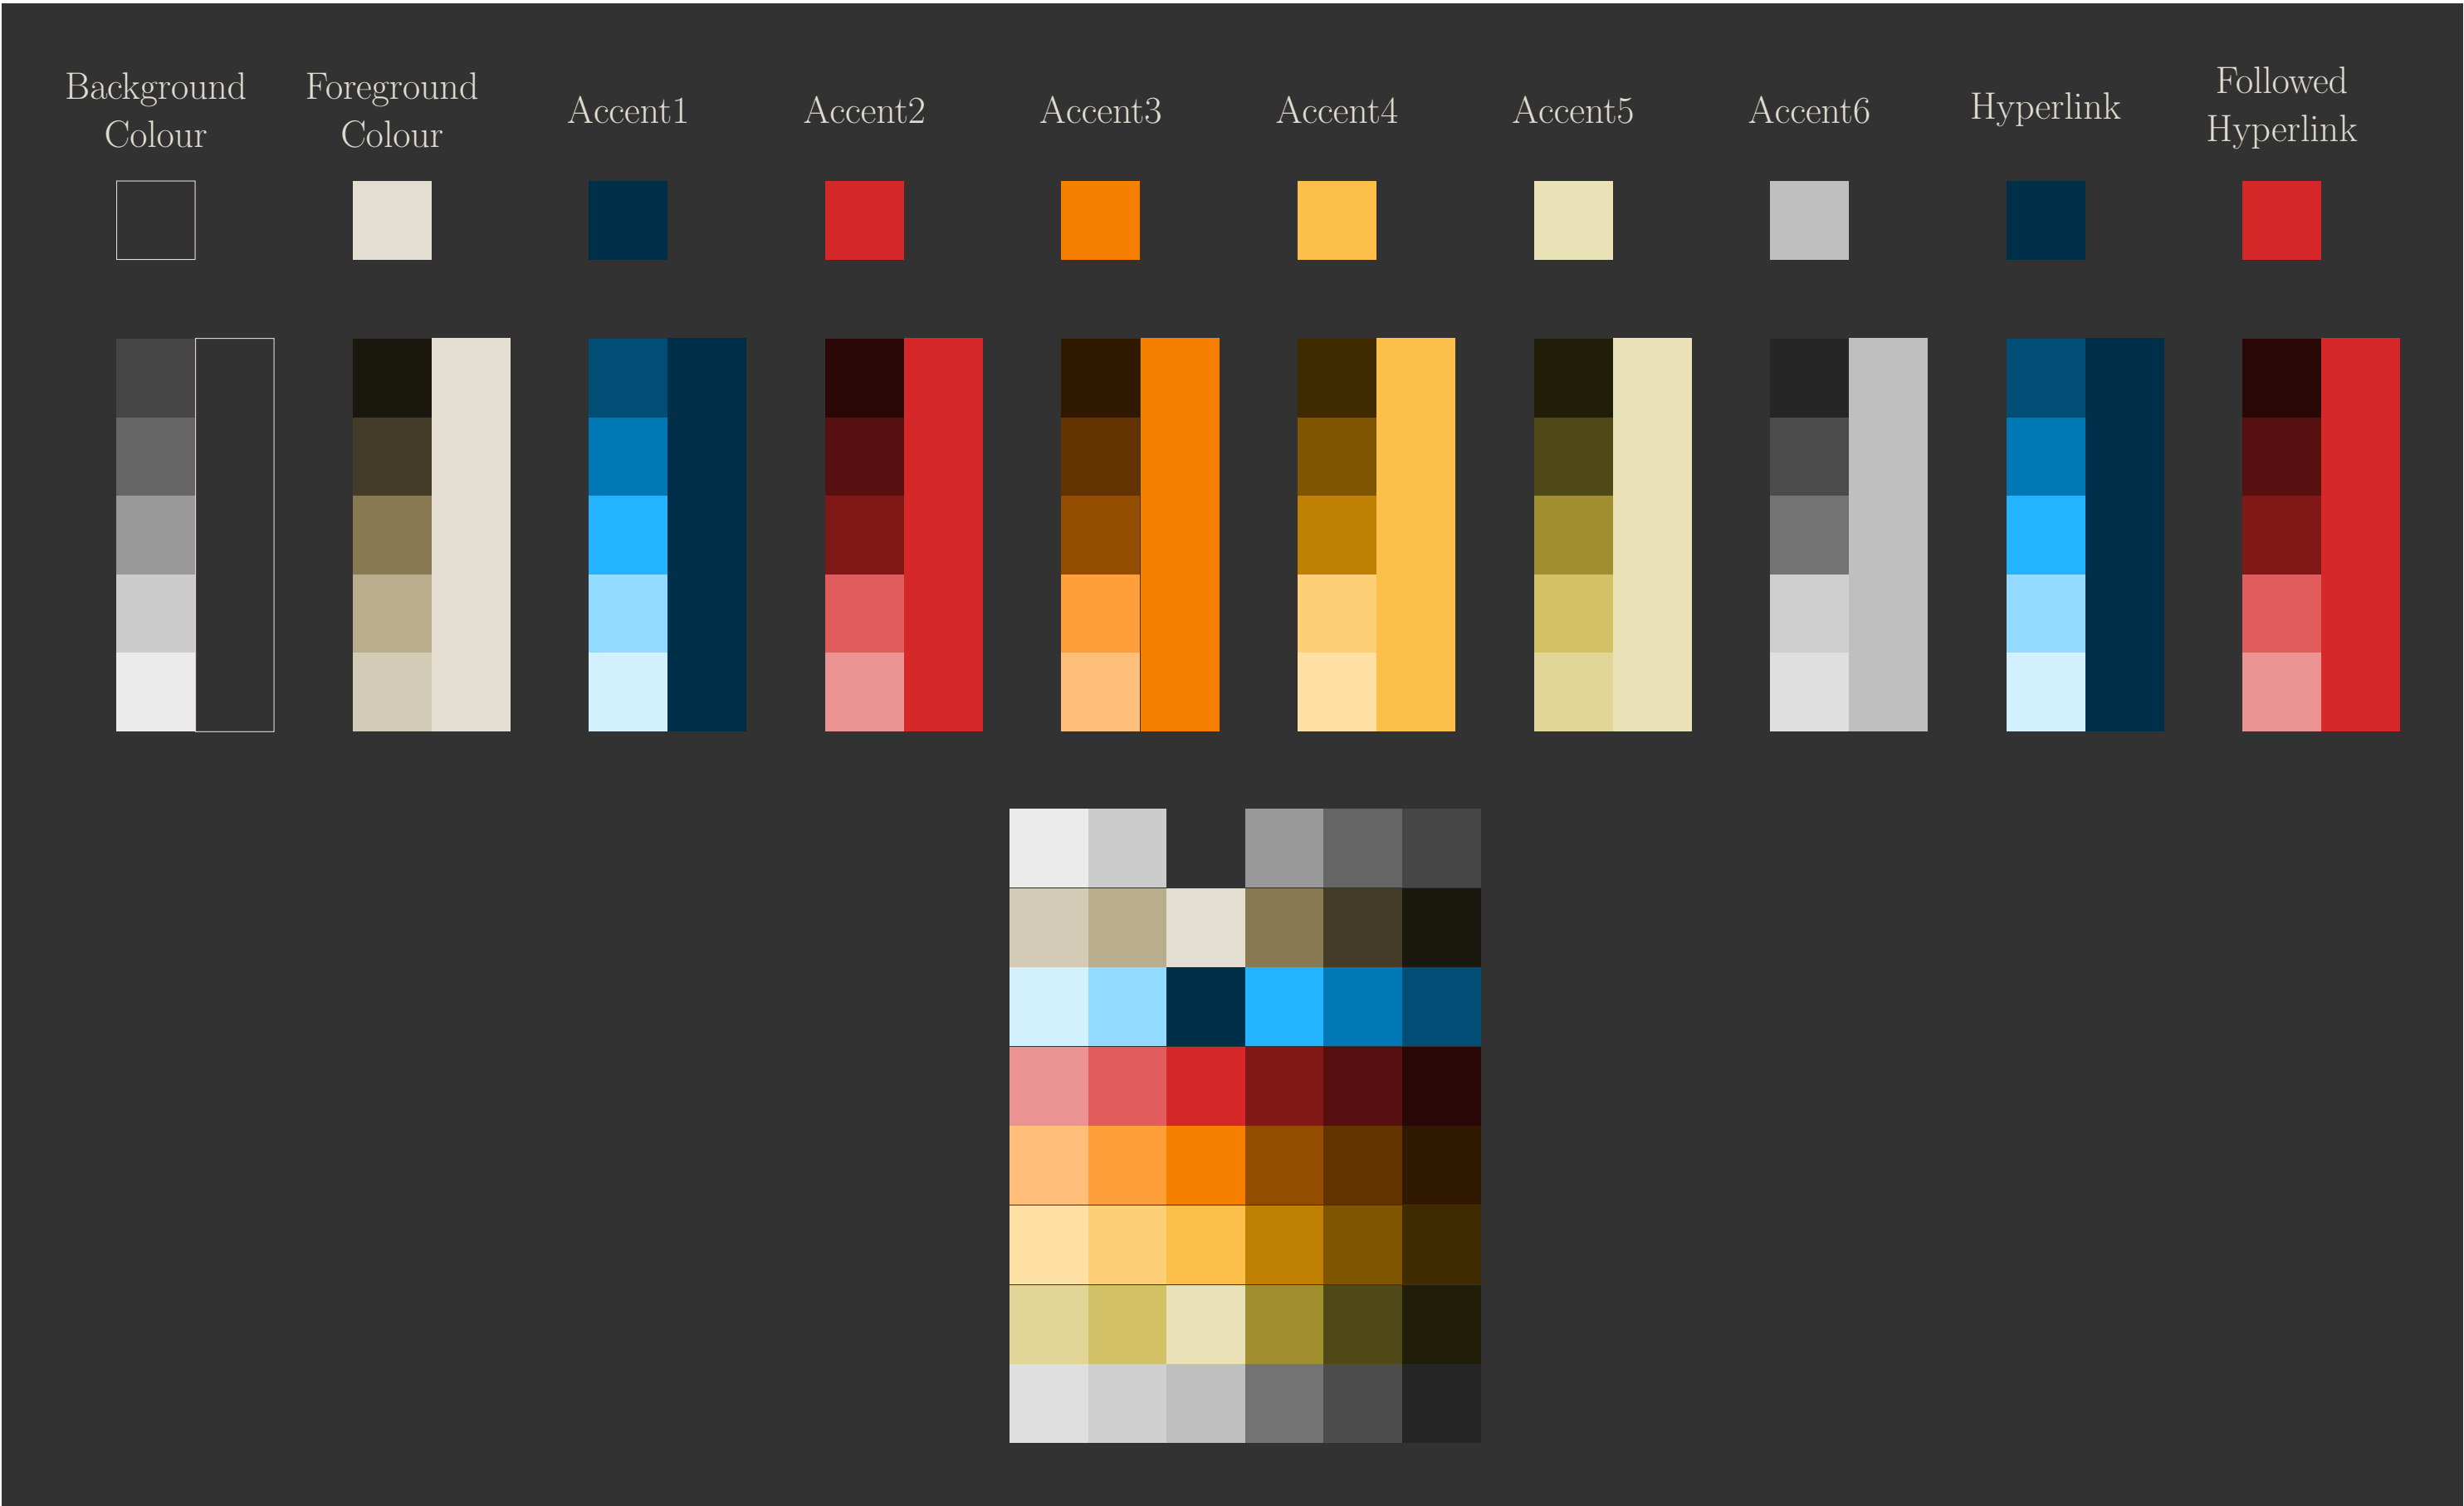 Background
Colour
Foreground
Colour
Accent1
Accent2
Accent3
Accent4
Accent5
Accent6
Hyperlink
Followed
Hyperlink